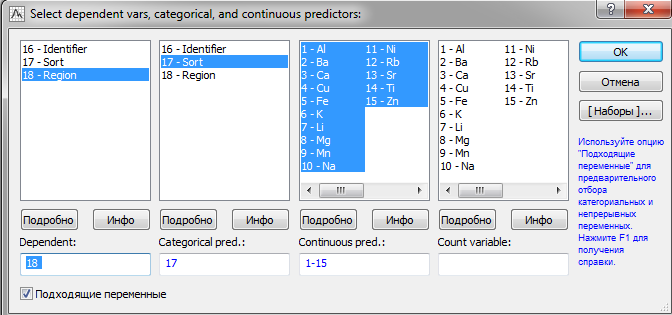 Select dependent vars, categorical, and continuous predictors:
16 - Identifier
17 - Sort
18 - Region
16 - Identifier
17 - Sort
18 - Region
1 - Al 11 - Ni
2 - Ba 12 - Rb
3 - Ca 13 - Sr
4 - Cu 14 - Ti
5 - Fe 15 - Zn
6 - K
7 - Li
8 - Mg
9 - Mn
10 - Na
1 - Al 11 - Ni
2 - Ba 12 - Rb
3 - Ca 13 - Sr
4 - Cu 14 - Ti
5 - Fe 15 - Zn
6 - K
7 - Li
8 - Mg
9 - Mn
10 - Na
OK
Отмена
[ Наборы ]...
Используйте опцию
"Подходящие
переменные" для
предварительного
отбора
категориальных и
непрерывных
переменных.
Нажмите F1 для
получения
справки.
Подробно Инфо Подробно Инфо Подробно Инфо Подробно Инфо
Dependent: Categorical pred.: Continuous pred.: Count variable:
18 17 1-15
Подходящие переменные